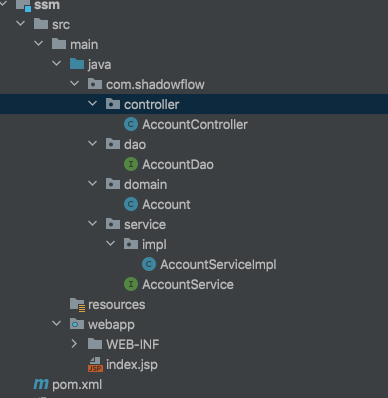 ssm
src
main
java
com.shadowflow
controller
AccountController
dao
AccountDao
domain
Account
service
impl
AccountServiceImpl
AccountService
resources
webapp
WEB-INF
index.jsp
pom.xml